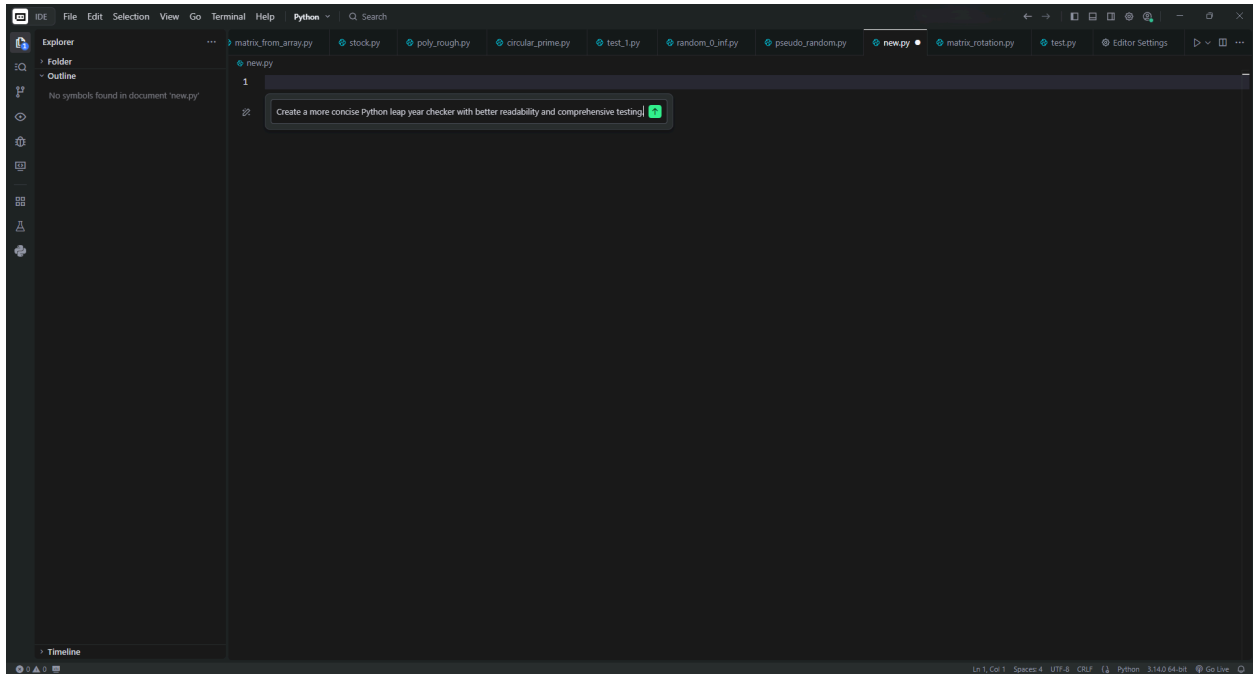 IDE File Edit Selection View Go Terminal Help Python Search
Explorer
matrix_from_array.py stock.py poly_rough.py circular_prime.py test_1.py random_0_inf.py pseudo_random.py new.py matrix_rotation.py test.py Editor Settings
Folder
new.py
Outline
1
No symbols found in document 'new.py'
Create a more concise Python leap year checker with better readability and comprehensive testing.
Timeline
0 0 Ln 1, Col 1 Spaces: 4 UTF-8 CRLF Python 3.14.0 64-bit Go Live